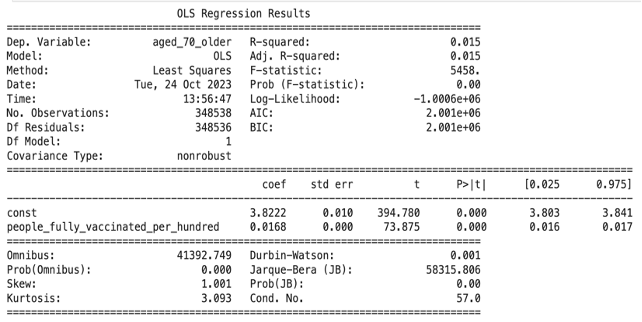 OLS Regression Results
==============================================================================
Dep. Variable: aged_70_older R-squared: 0.015
Model: OLS Adj. R-squared: 0.015
Method: Least Squares F-statistic: 5458.
Date: Tue, 24 Oct 2023 Prob (F-statistic): 0.00
Time: 13:56:47 Log-Likelihood: -1.0006e+06
No. Observations: 348538 AIC: 2.001e+06
Df Residuals: 348536 BIC: 2.001e+06
Df Model: 1
Covariance Type: nonrobust
==============================================================================
coef std err t P>|t| [0.025 0.975]
------------------------------------------------------------------------------
const 3.8222 0.010 394.780 0.000 3.803 3.841
people_fully_vaccinated_per_hundred 0.0168 0.000 73.875 0.000 0.016 0.017
==============================================================================
Omnibus: 41392.749 Durbin-Watson: 0.001
Prob(Omnibus): 0.000 Jarque-Bera (JB): 58315.806
Skew: 1.001 Prob(JB): 0.00
Kurtosis: 3.093 Cond. No. 57.0
==============================================================================